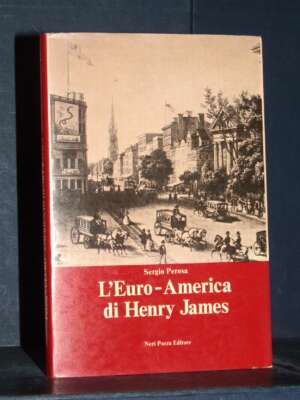 Sergio Perosa
L'Euro-America
di Henry James
Neri Pozza Editore